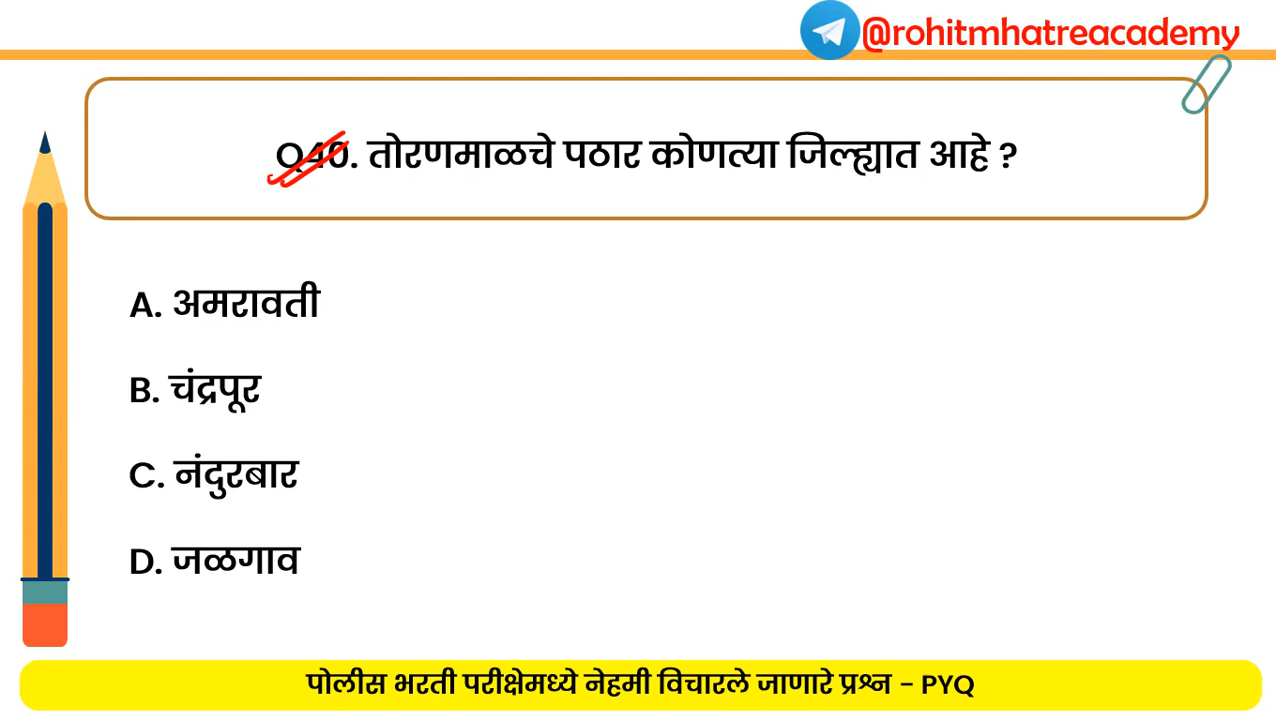 @rohitmhatreacademy
Q40. तोरणमाळचे पठार कोणत्या जिल्ह्यात आहे ?
A. अमरावती
B. चंद्रपूर
C. नंदुरबार
D. जळगाव
पोलीस भरती परीक्षेमध्ये नेहमी विचारले जाणारे प्रश्न - PYQ